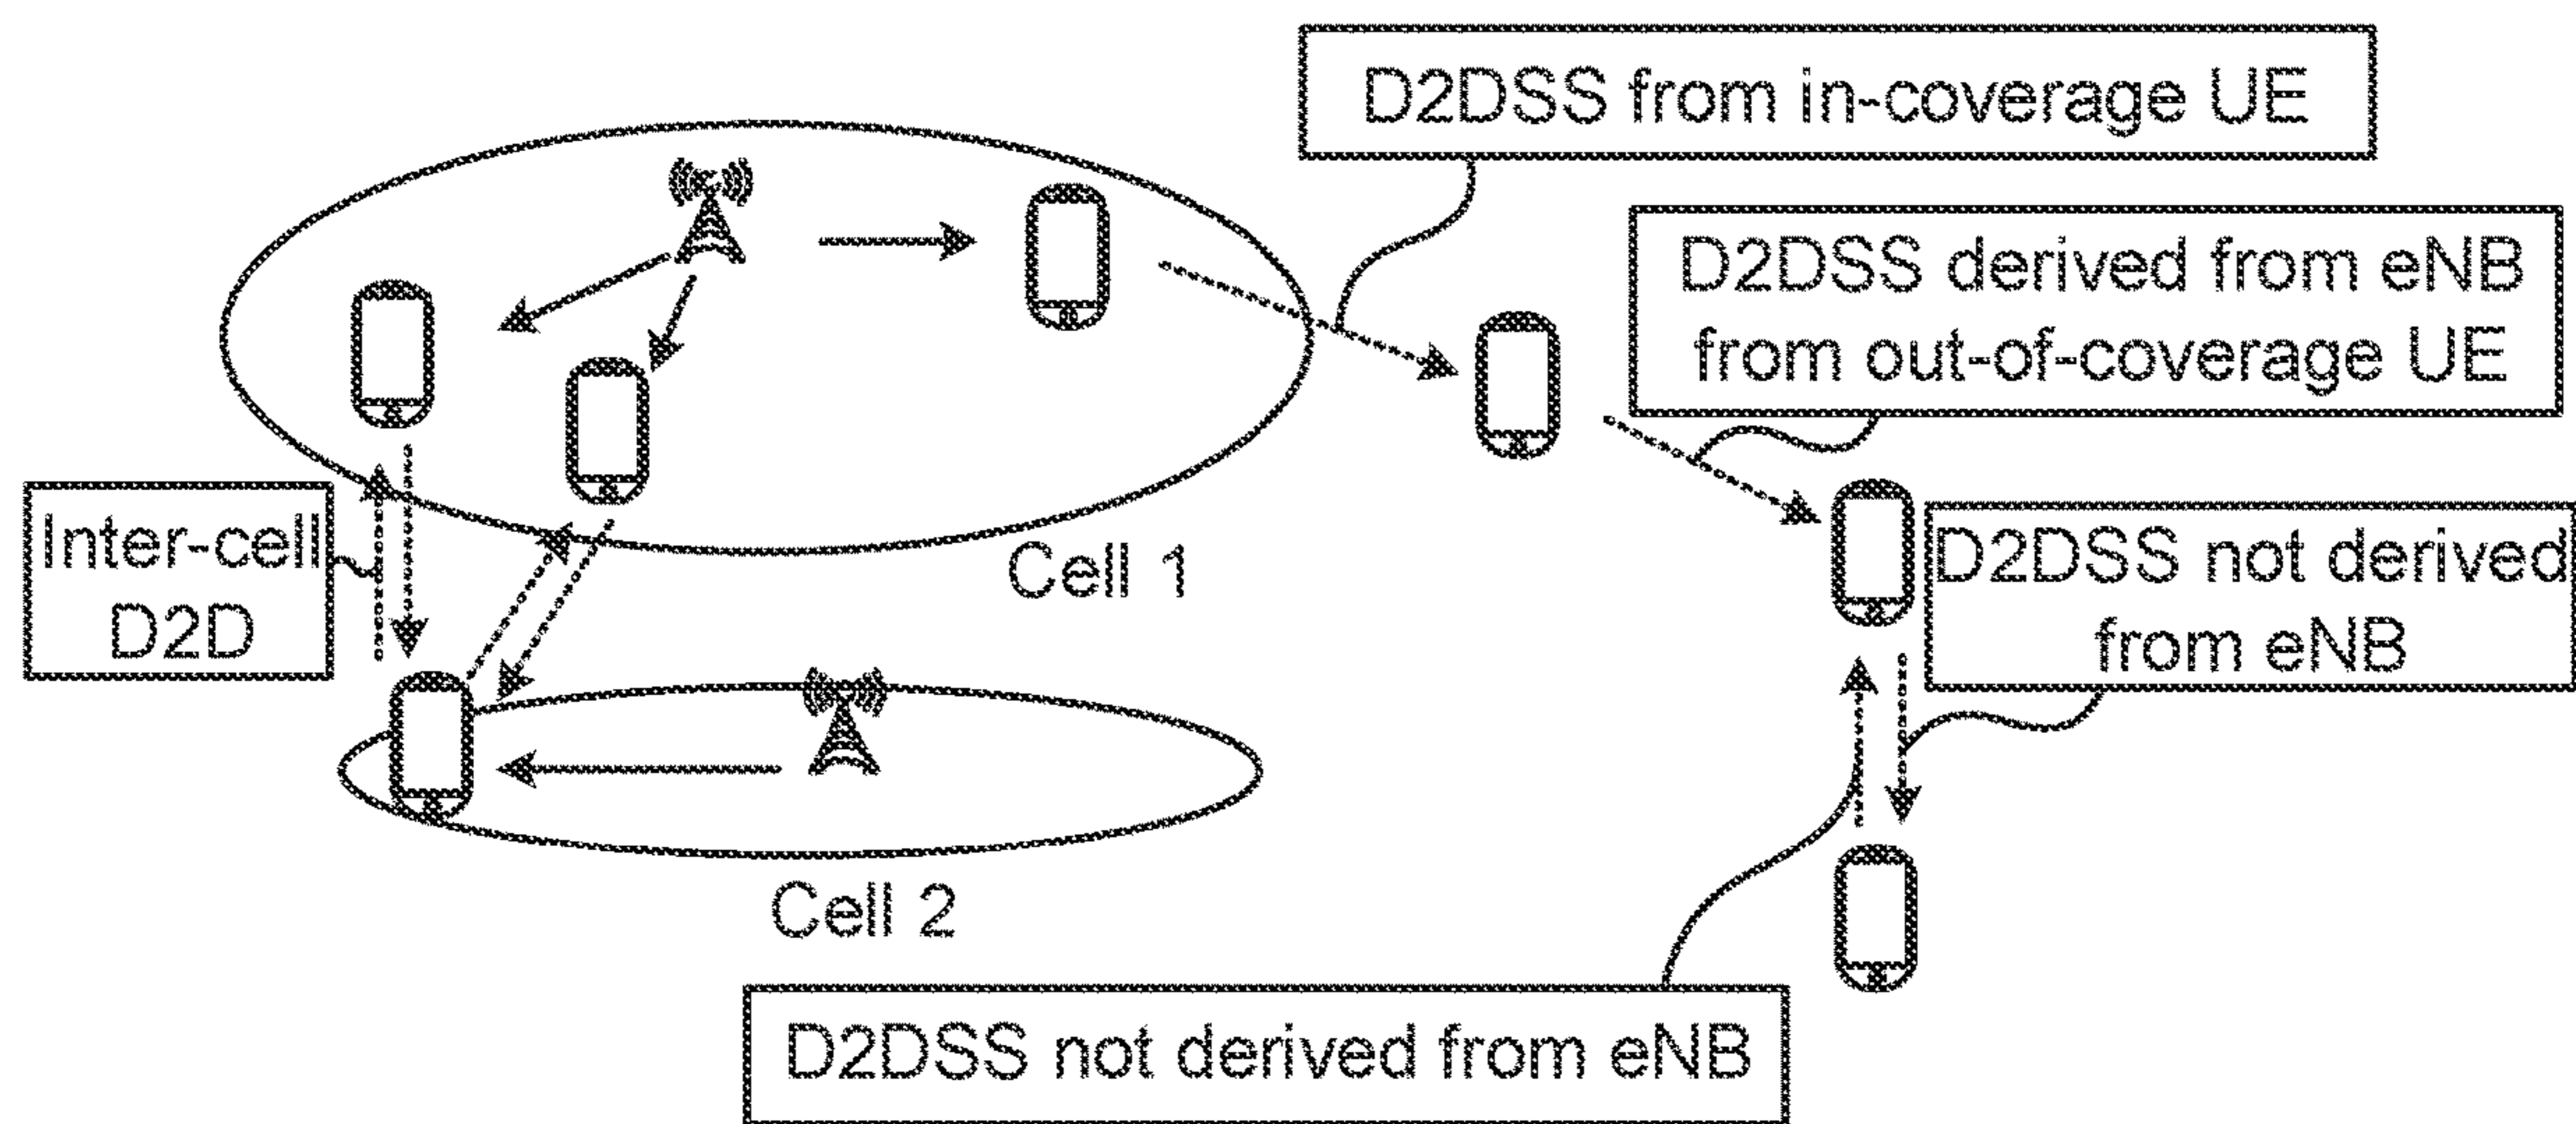 D2DSS from in-coverage UE
D2DSS derived from eNB
from out-of-coverage UE
Inter-cell
D2D
Cell 1
D2DSS not derived
from eNB
Cell 2
D2DSS not derived from eNB